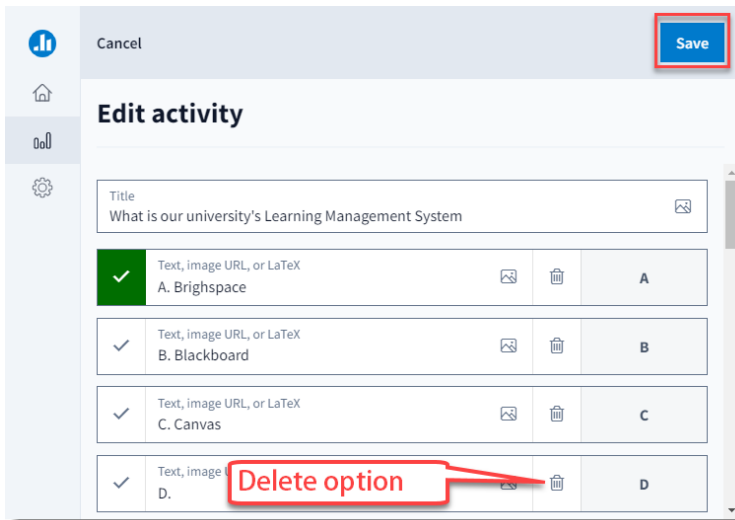 Cancel
Save
Edit activity
Title
What is our university's Learning Management System
Text, image URL, or LaTeX
A. Brighspace
A
Text, image URL, or LaTeX
B. Blackboard
B
Text, image URL, or LaTeX
C. Canvas
C
Text, image
D.
Delete option
D